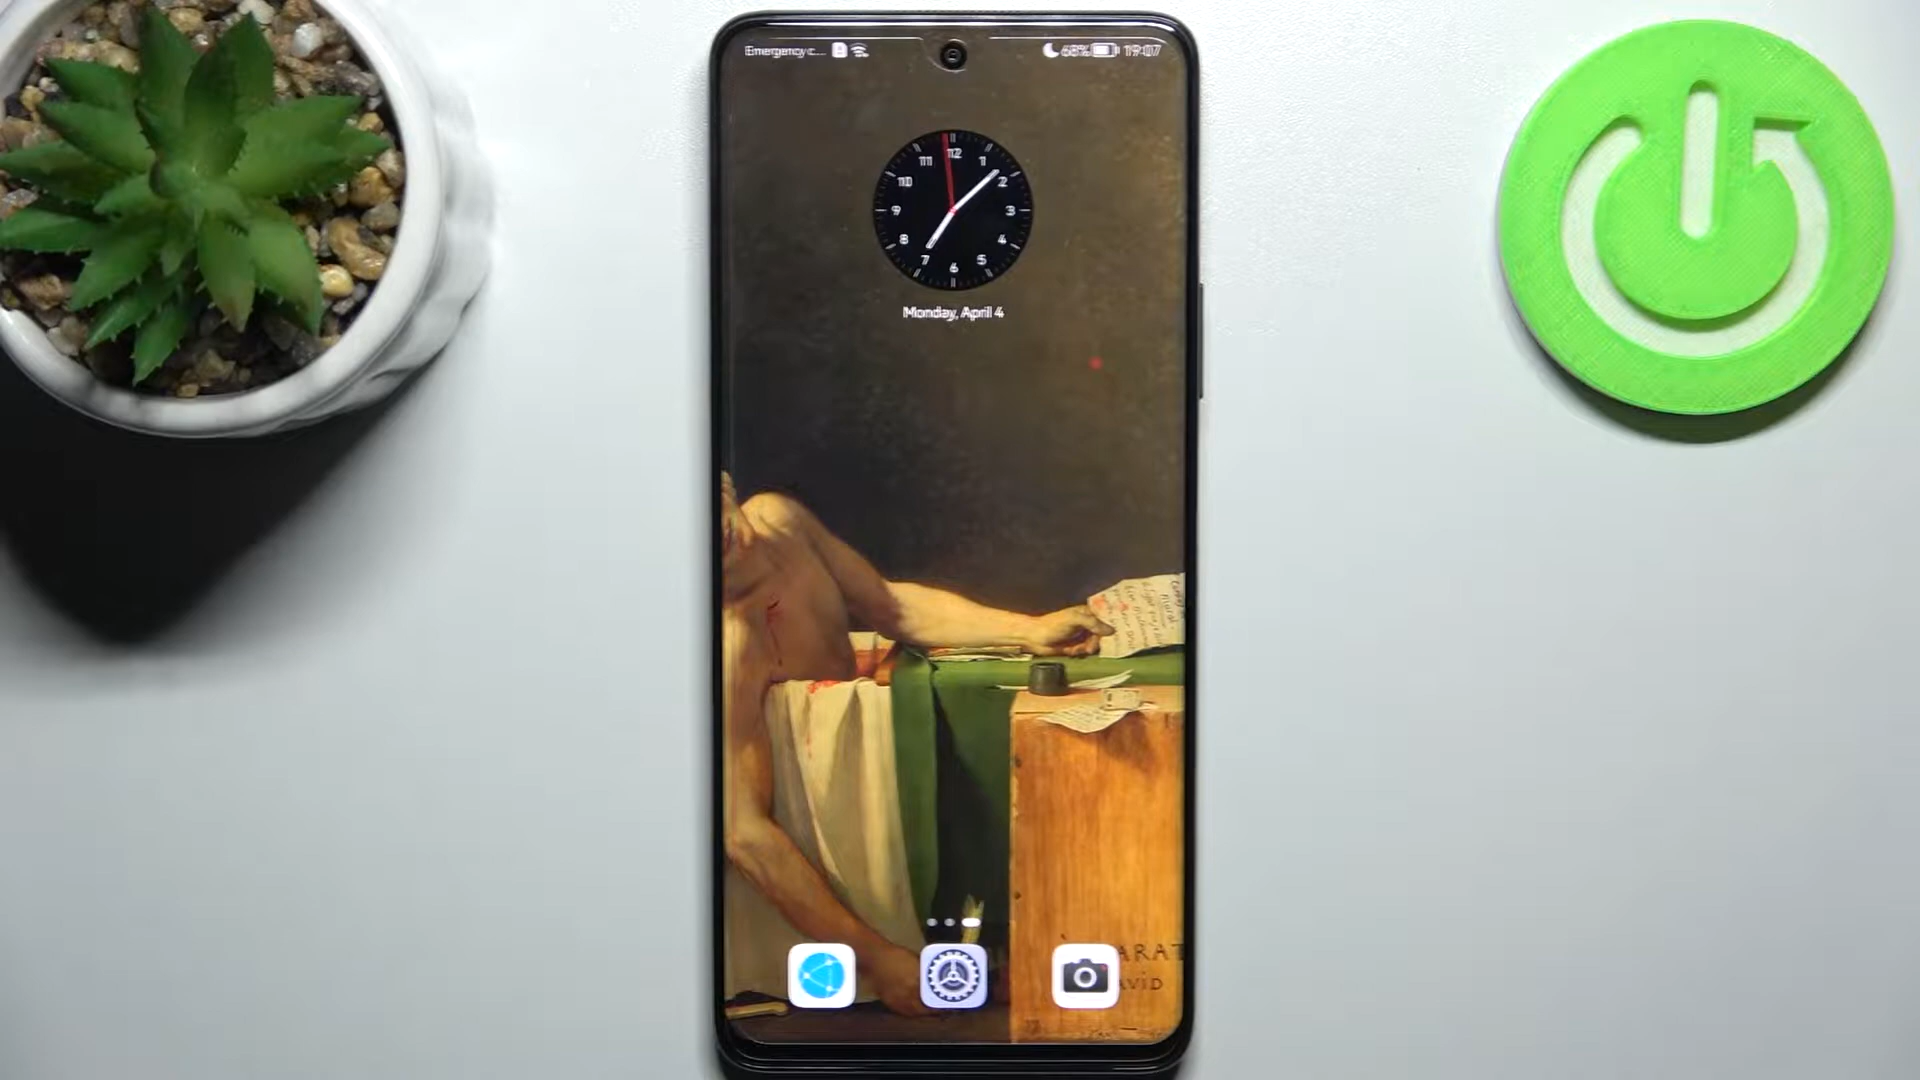 Emergency c... 68% 19:07
11 12 1
10 2
9 3
8 4
7 6 5
Monday, April 4
ARAT
AVID